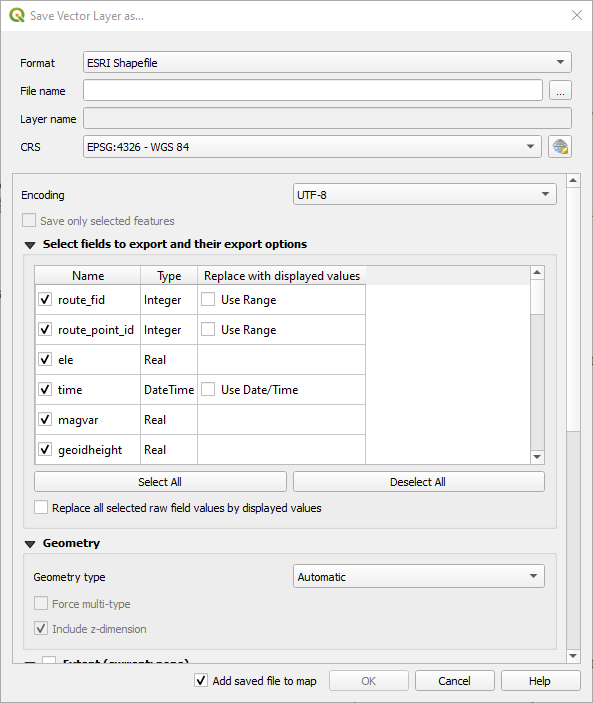 Save Vector Layer as...
Format ESRI Shapefile
File name ...
Layer name
CRS EPSG:4326 - WGS 84
Encoding UTF-8
Save only selected features
Select fields to export and their export options
Name Type Replace with displayed values
route_fid Integer Use Range
route_point_id Integer Use Range
ele Real
time DateTime Use Date/Time
magvar Real
geoidheight Real
Select All Deselect All
Replace all selected raw field values by displayed values
Geometry
Geometry type Automatic
Force multi-type
Include z-dimension
Extent (current: none)
Add saved file to map OK Cancel Help